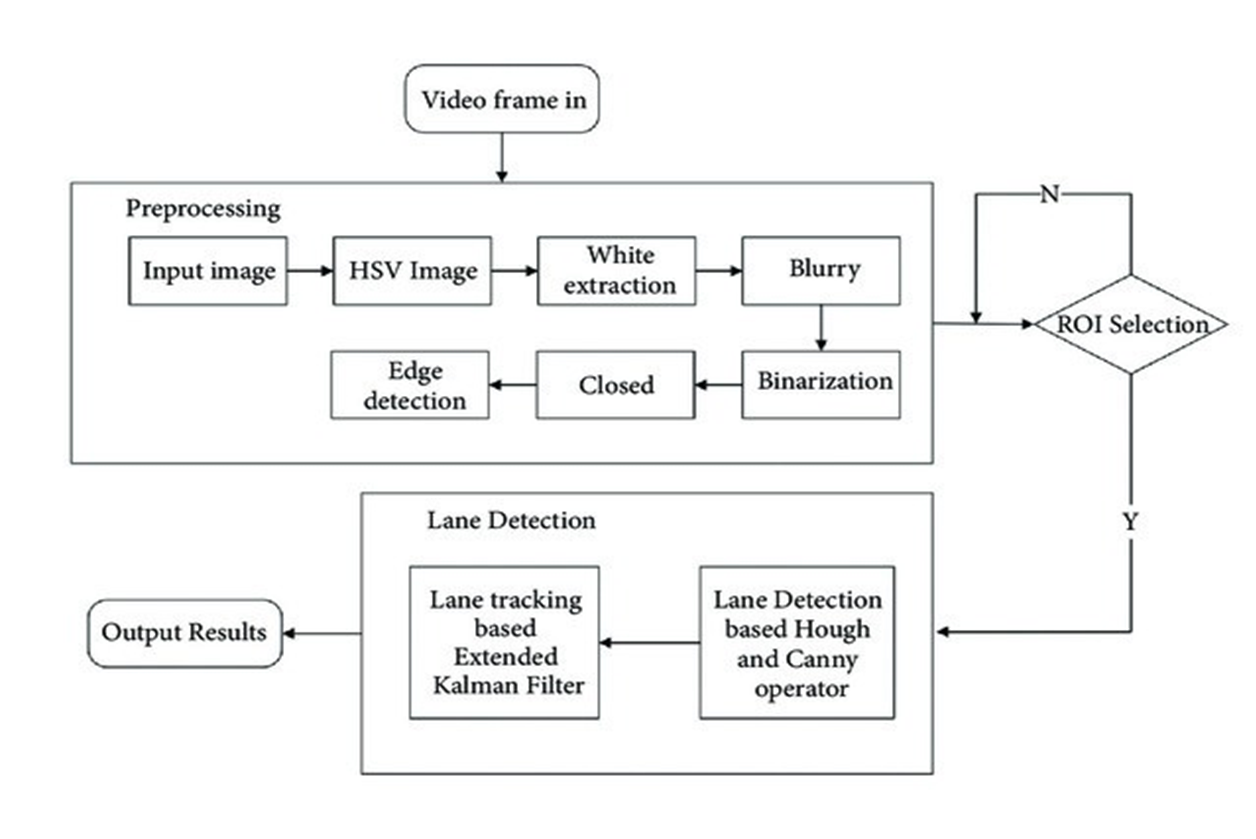 Video frame in
Preprocessing
Input image
HSV Image
White
extraction
Blurry
Binarization
Closed
Edge
detection
N
ROI Selection
Y
Lane Detection
Lane Detection
based Hough
and Canny
operator
Lane tracking
based
Extended
Kalman Filter
Output Results